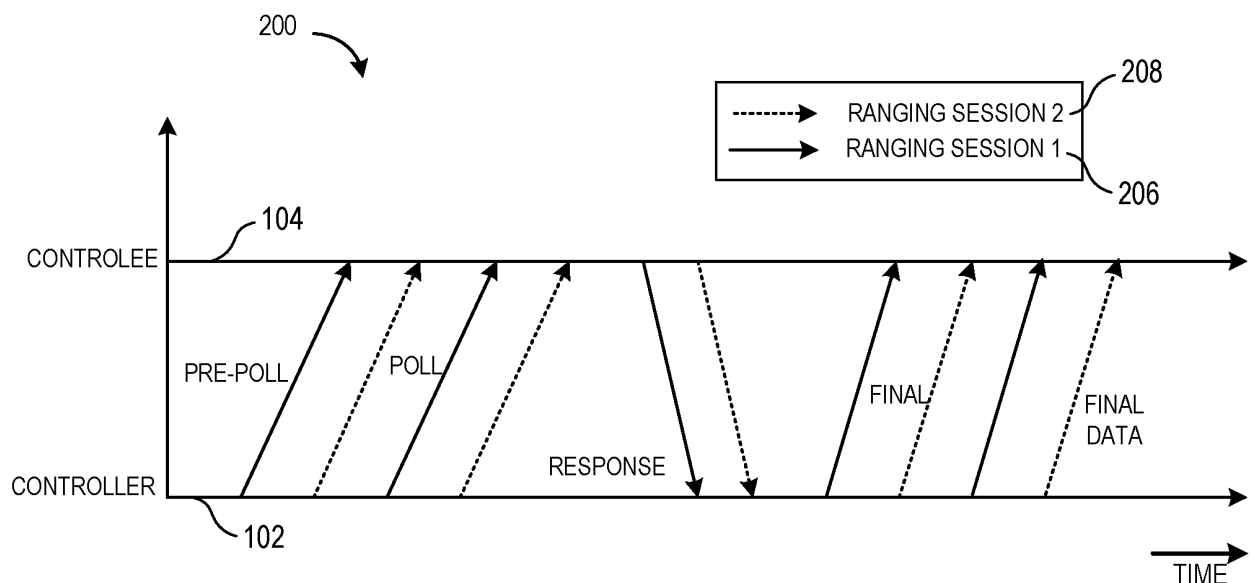 200
208
RANGING SESSION 2
RANGING SESSION 1
206
104
CONTROLEE
PRE-POLL
POLL
FINAL
FINAL
DATA
RESPONSE
CONTROLLER
102
TIME